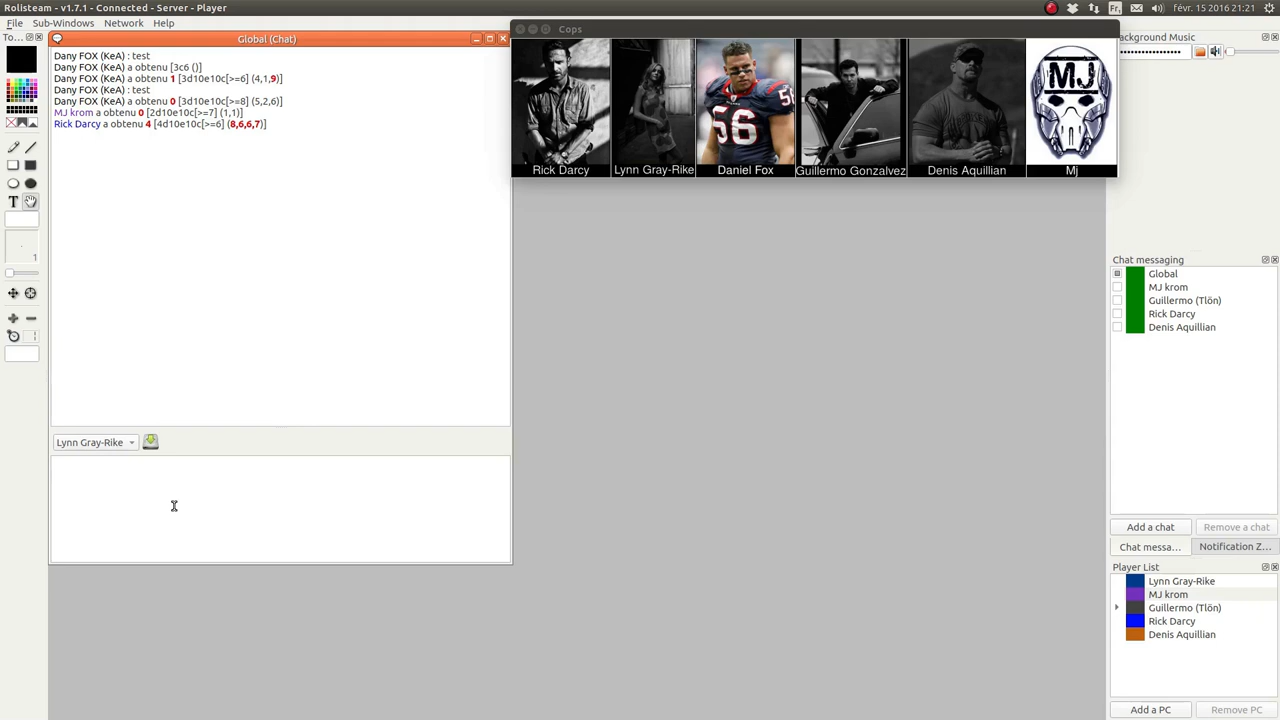 Rolisteam - v1.7.1 - Connected - Server - Player
Fr
févr. 15 2016 21:21
File Sub-Windows Network Help
To...
T
1
Global (Chat)
Dany FOX (KeA) : test
Dany FOX (KeA) a obtenu [3c6 ()]
Dany FOX (KeA) a obtenu 1 [3d10e10c[>=6] (4,1,9)]
Dany FOX (KeA) : test
Dany FOX (KeA) a obtenu 0 [3d10e10c[>=8] (5,2,6)]
MJ krom a obtenu 0 [2d10e10c[>=7] (1,1)]
Rick Darcy a obtenu 4 [4d10e10c[>=6] (8,6,6,7)]
Lynn Gray-Rike
Cops
56
MJ
Rick Darcy
Lynn Gray-Rike
Daniel Fox
Guillermo Gonzalvez
Denis Aquillian
Mj
ackground Music
Chat messaging
Global
MJ krom
Guillermo (Tlön)
Rick Darcy
Denis Aquillian
Add a chat
Remove a chat
Chat messa...
Notification Z...
Player List
Lynn Gray-Rike
MJ krom
Guillermo (Tlön)
Rick Darcy
Denis Aquillian
Add a PC
Remove PC